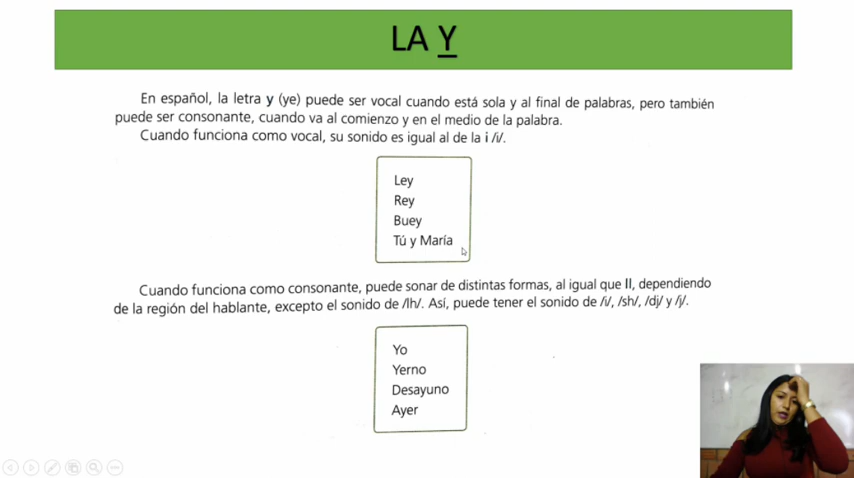 LA Y
En español, la letra y (ye) puede ser vocal cuando está sola y al final de palabras, pero también
puede ser consonante, cuando va al comienzo y en el medio de la palabra.
Cuando funciona como vocal, su sonido es igual al de la i /i/.
Ley
Rey
Buey
Tú y María
Cuando funciona como consonante, puede sonar de distintas formas, al igual que ll, dependiendo
de la región del hablante, excepto el sonido de /lh/. Así, puede tener el sonido de /i/, /sh/, /dj/ y /j/.
Yo
Yerno
Desayuno
Ayer